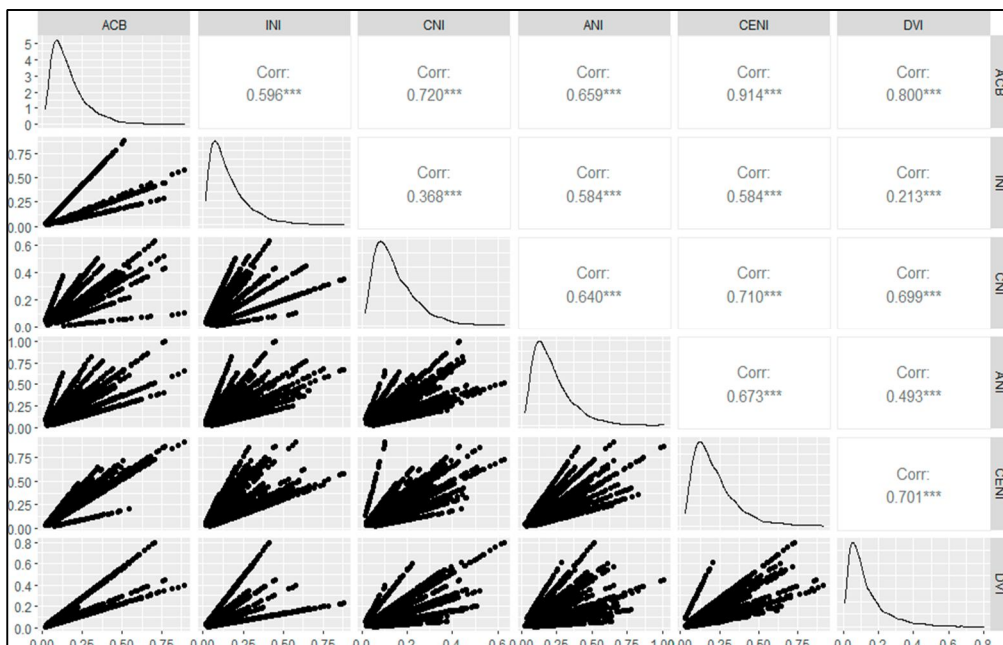 ACB INI CNI ANI CENI DVI
5
4
3
2
1
0
Corr:
0.596***
Corr:
0.720***
Corr:
0.659***
Corr:
0.914***
Corr:
0.800***
ACB
0.75
0.50
0.25
0.00
Corr:
0.368***
Corr:
0.584***
Corr:
0.584***
Corr:
0.213***
INI
0.6
0.4
0.2
0.0
Corr:
0.640***
Corr:
0.710***
Corr:
0.699***
CNI
1.00
0.75
0.50
0.25
0.00
Corr:
0.673***
Corr:
0.493***
ANI
0.75
0.50
0.25
0.00
Corr:
0.701***
CENI
0.8
0.6
0.4
0.2
0.0
DVI
0.00 0.25 0.50 0.75 0.00 0.25 0.50 0.75 0.0 0.2 0.4 0.6 0.00 0.25 0.50 0.75 1.00 0.00 0.25 0.50 0.75 0.0 0.2 0.4 0.6 0.8